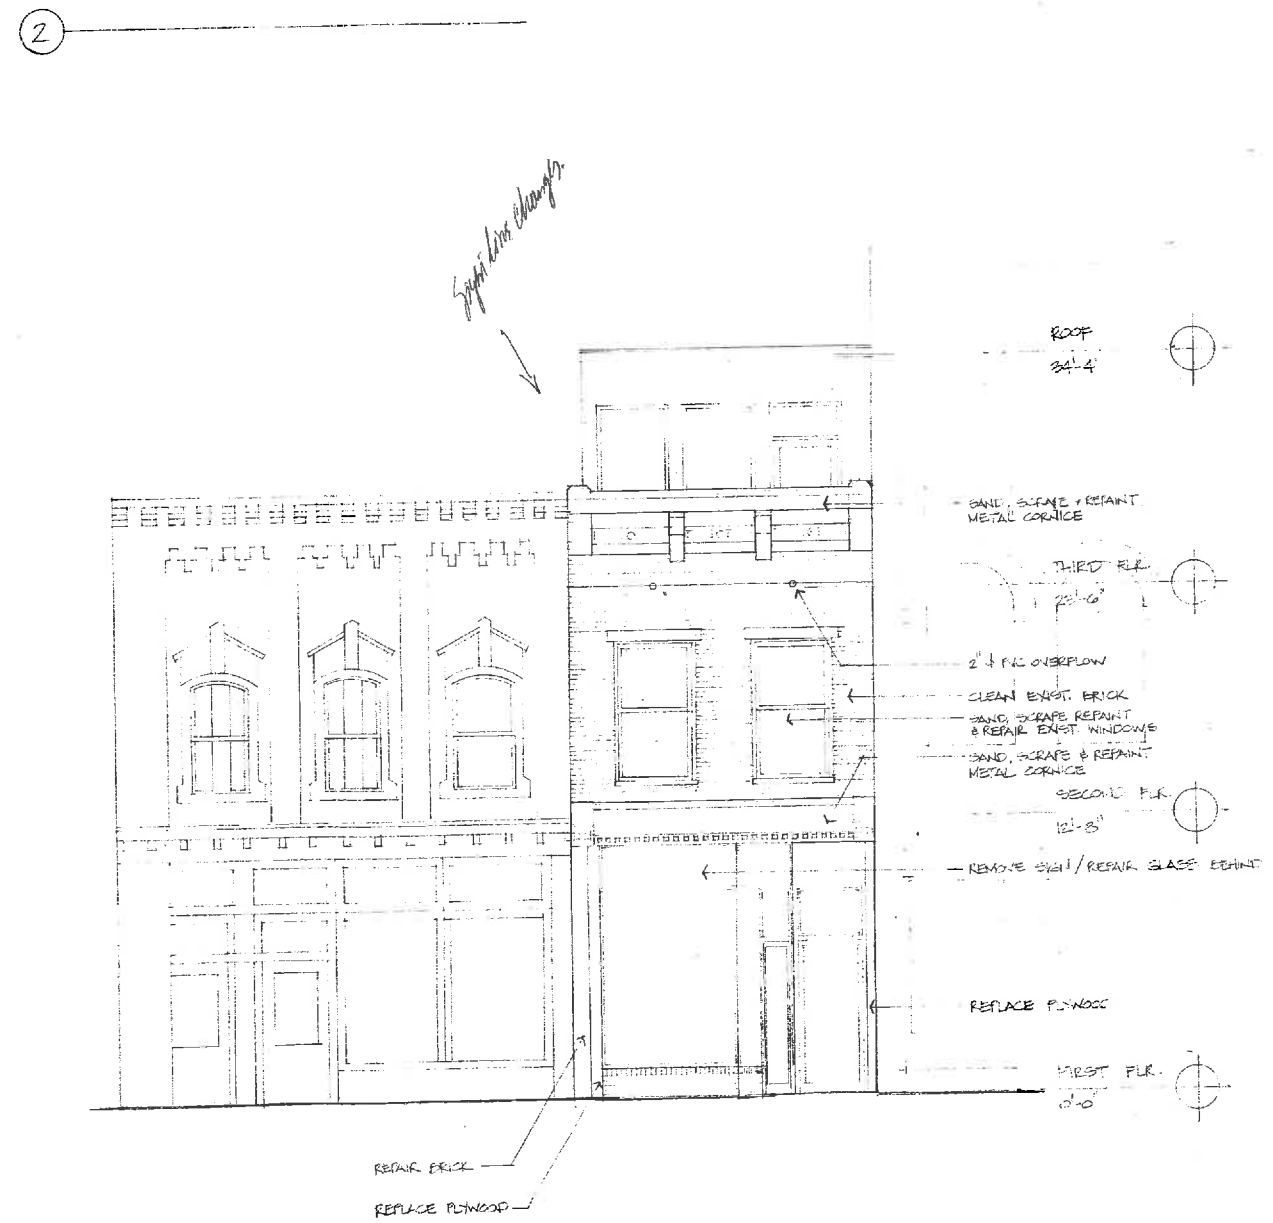 2
ROOF
34'-4"
SAND, SCRAPE + REPAINT
METAL CORNICE
THIRD FLR.
23'-6"
2" ϕ PVC OVERFLOW
CLEAN EXIST. BRICK
SAND, SCRAPE REPAINT
& REPAIR EXIST. WINDOWS
SAND, SCRAPE & REPAINT
METAL CORNICE
SECOND FLR.
12'-8"
REMOVE SIGN / REPAIR GLASS BEHIND
REPLACE PLYWOOD
FIRST FLR.
0'-0"
REPAIR BRICK
REPLACE PLYWOOD